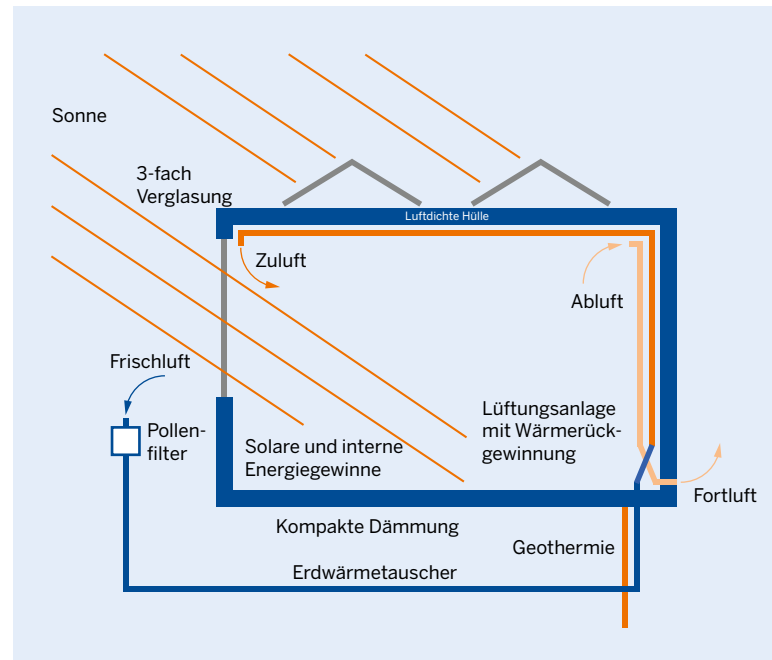 Sonne
3-fach
Verglasung
Luftdichte Hülle
Zuluft
Abluft
Frischluft
Pollen-
filter
Solare und interne
Energiegewinne
Lüftungsanlage
mit Wärmerück-
gewinnung
Fortluft
Kompakte Dämmung
Geothermie
Erdwärmetauscher